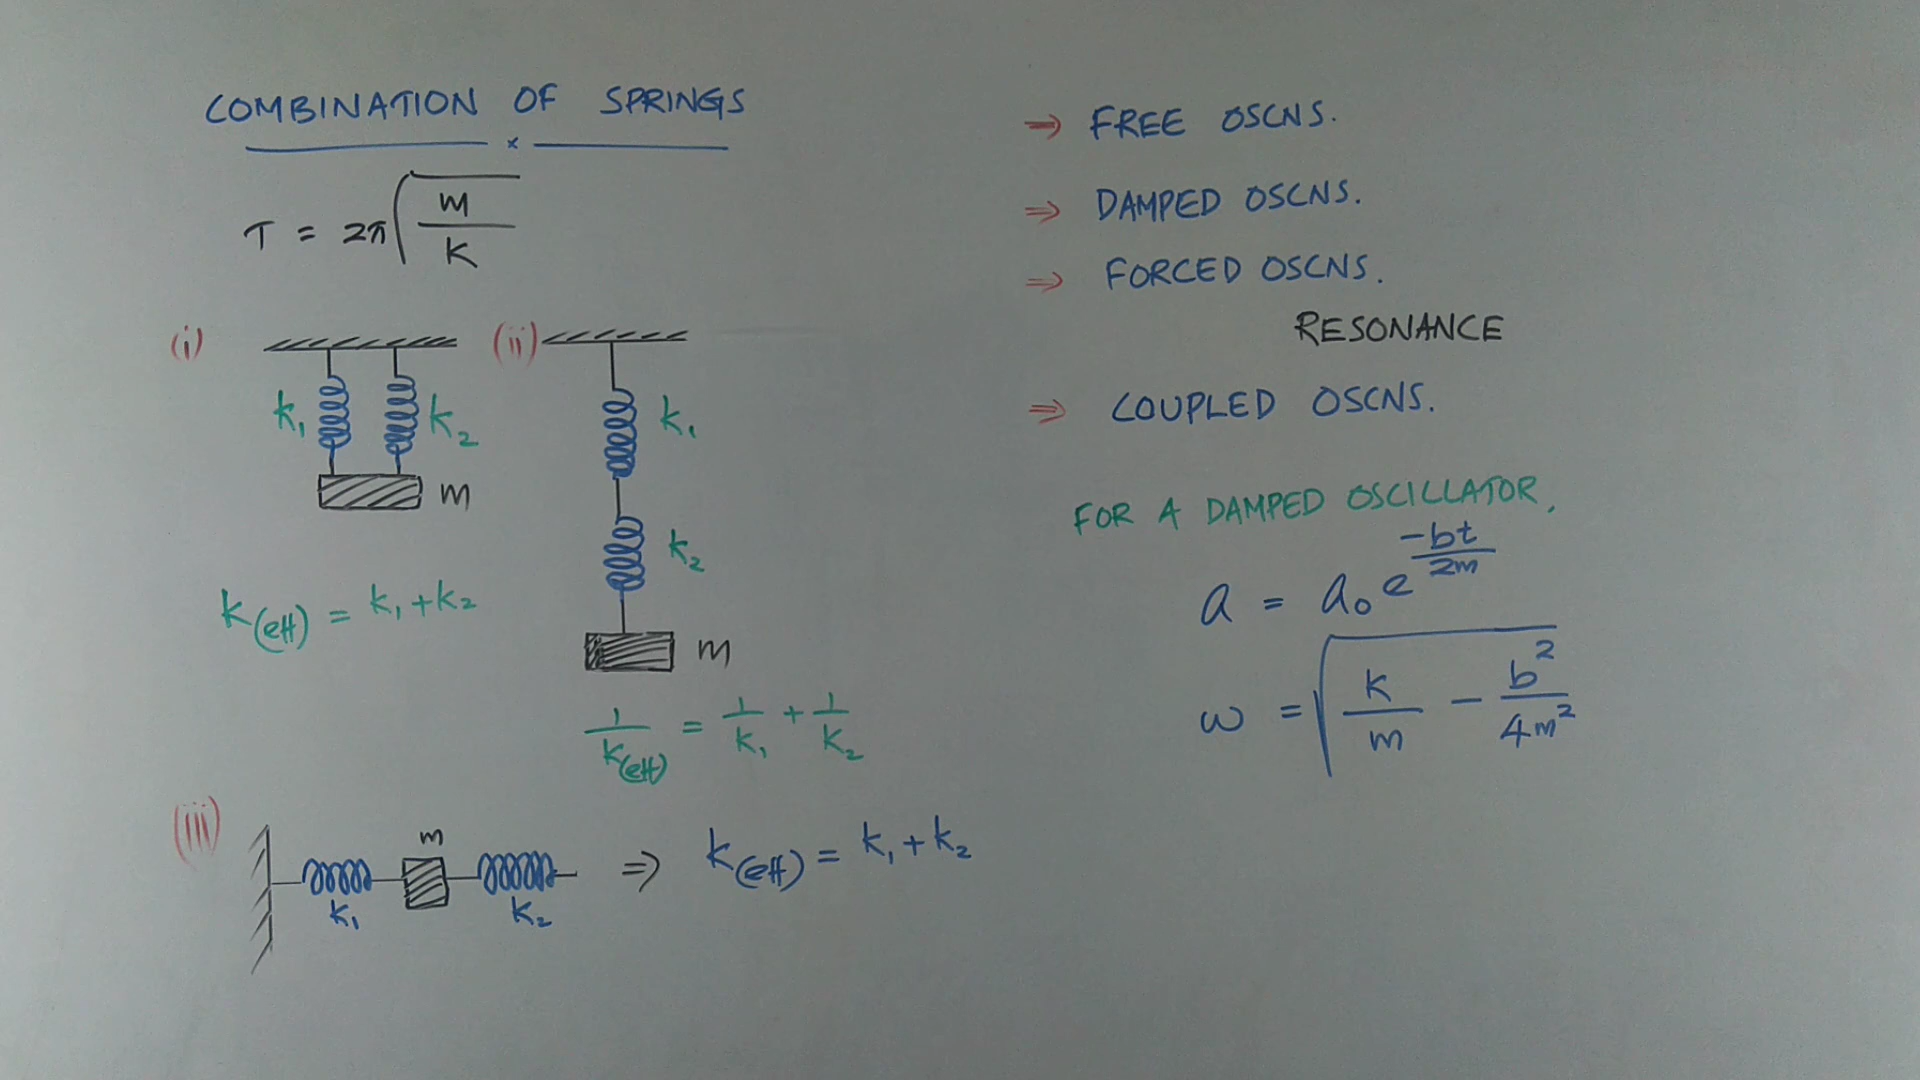 COMBINATION OF SPRINGS
x
T = 2π√(m/k)
(i)
k₁
k₂
m
k(eff) = k₁+k₂
(ii)
k₁
k₂
m
1/k(eff) = 1/k₁ + 1/k₂
(iii)
m
k₁
k₂
⇒ k(eff) = k₁+k₂
⇒ FREE OSCNS.
⇒ DAMPED OSCNS.
⇒ FORCED OSCNS.
RESONANCE
⇒ COUPLED OSCNS.
FOR A DAMPED OSCILLATOR,
a = a₀e^(-bt/2m)
ω = √(k/m - b²/4m²)